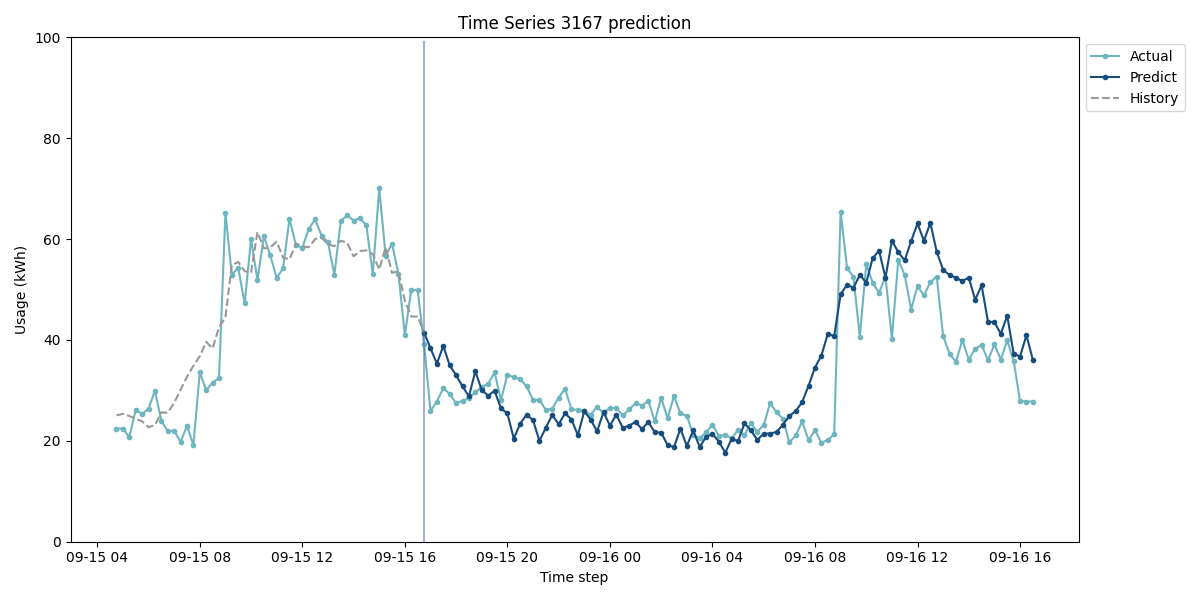 Time Series 3167 prediction
100
80
60
40
20
0
Usage (kWh)
09-15 04
09-15 08
09-15 12
09-15 16
09-15 20
09-16 00
09-16 04
09-16 08
09-16 12
09-16 16
Time step
Actual
Predict
History